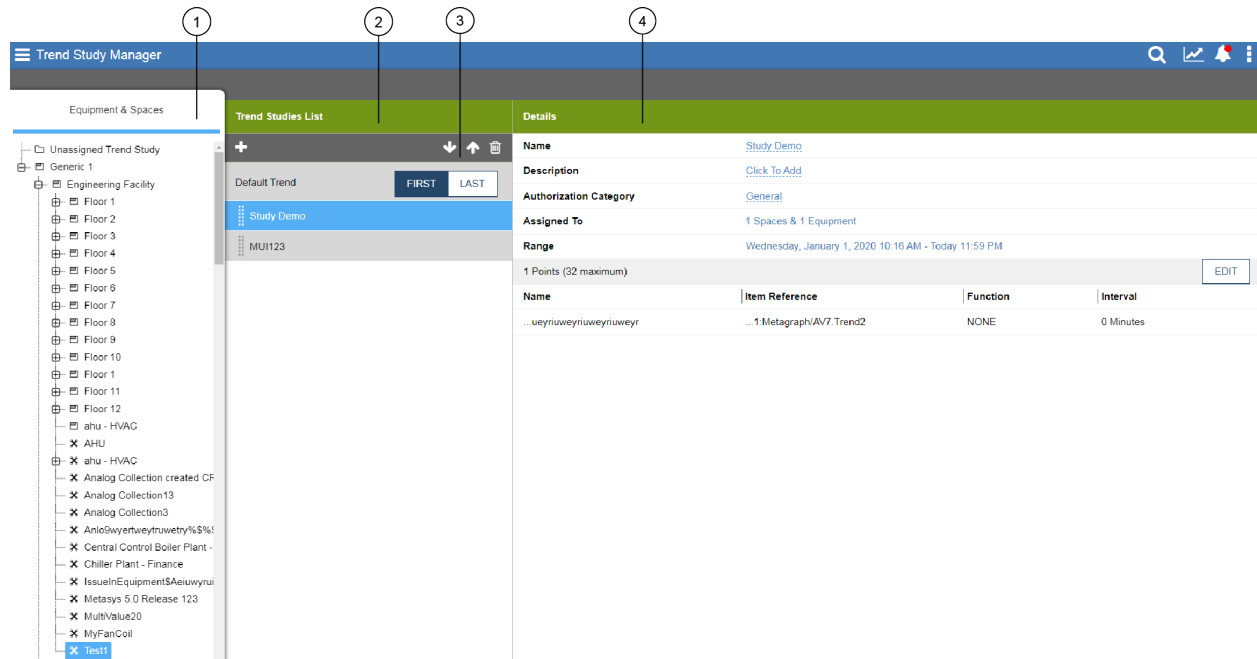 1
2
3
4
Trend Study Manager
Equipment & Spaces
Unassigned Trend Study
Generic 1
Engineering Facility
Floor 1
Floor 2
Floor 3
Floor 4
Floor 5
Floor 6
Floor 7
Floor 8
Floor 9
Floor 10
Floor 1
Floor 11
Floor 12
ahu - HVAC
AHU
ahu - HVAC
Analog Collection created CR
Analog Collection13
Analog Collection3
Anlo9wyertweytruwetry%$%$
Central Control Boiler Plant -
Chiller Plant - Finance
IssueInEquipment$Aeiuwyrui
Metasys 5.0 Release 123
MultiValue20
MyFanCoil
Test1
Trend Studies List
Default Trend FIRST LAST
Study Demo
MUI123
Details
Name Study Demo
Description Click To Add
Authorization Category General
Assigned To 1 Spaces & 1 Equipment
Range Wednesday, January 1, 2020 10:16 AM - Today 11:59 PM
1 Points (32 maximum) EDIT
Name Item Reference Function Interval
...ueyriuweyriuweyriuweyr ...1:Metagraph/AV7.Trend2 NONE 0 Minutes